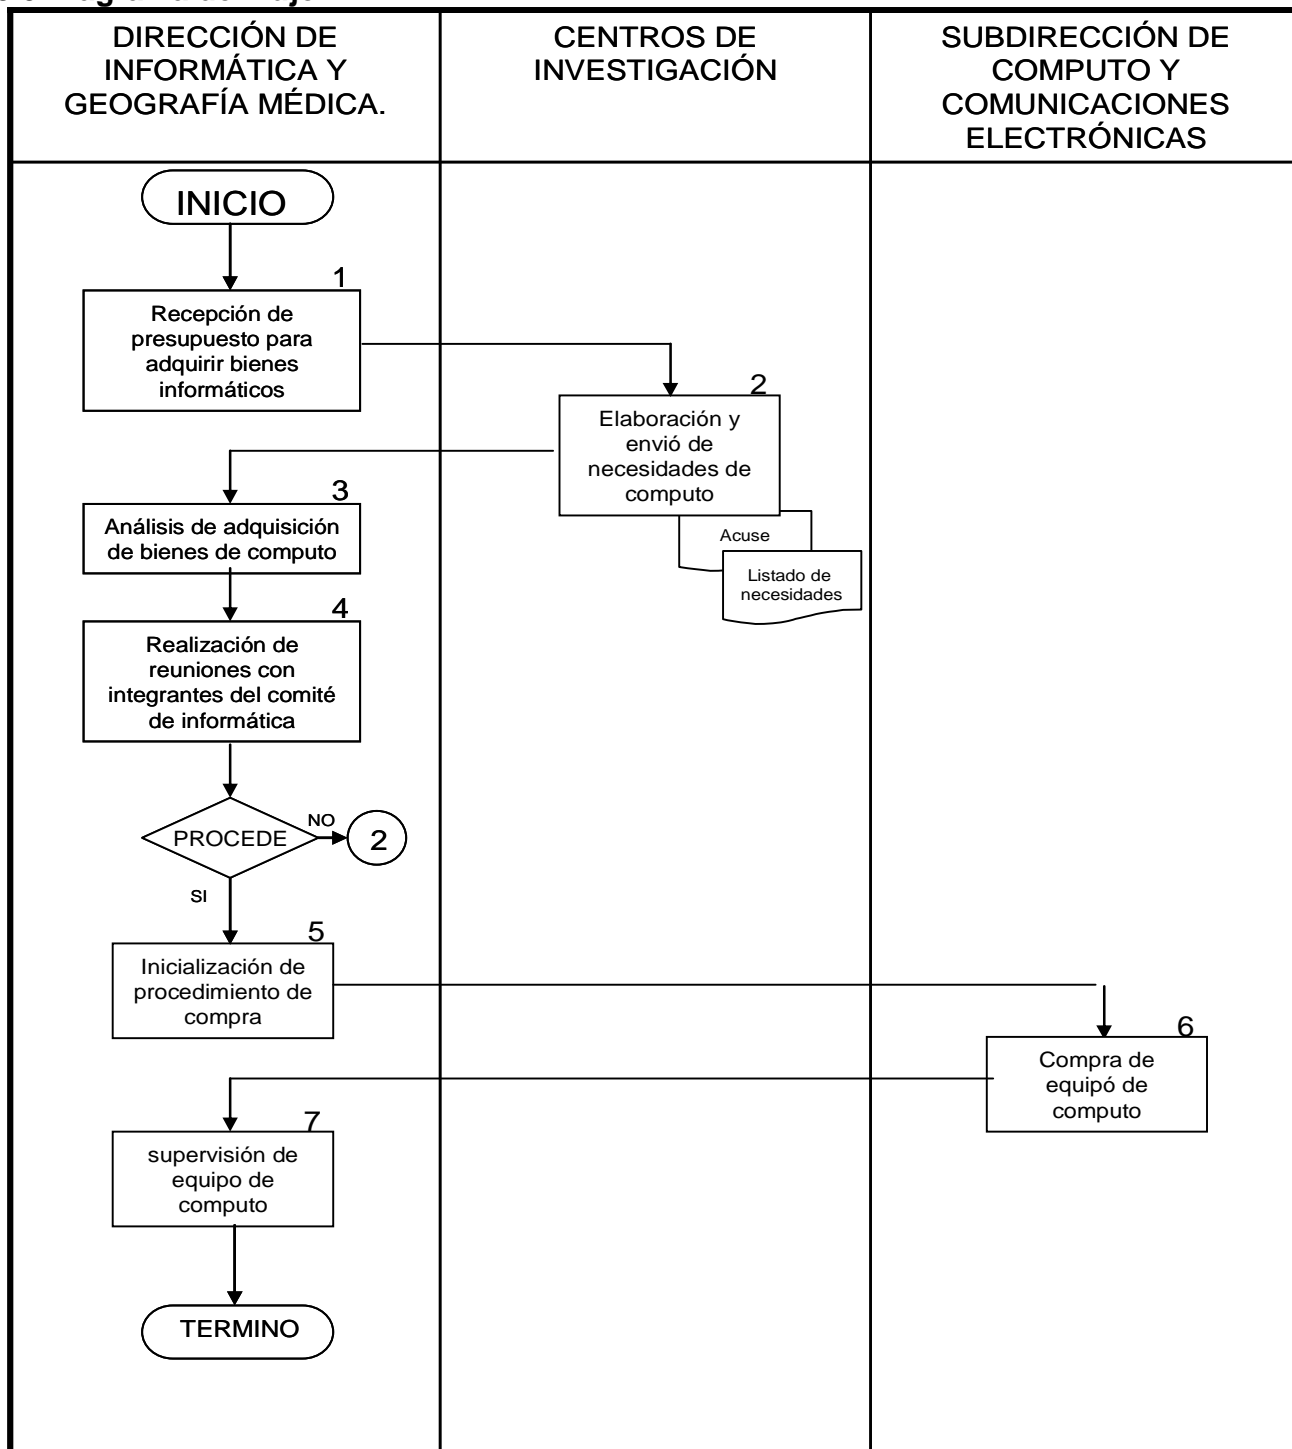 DIRECCIÓN DE
INFORMÁTICA Y
GEOGRAFÍA MÉDICA.
CENTROS DE
INVESTIGACIÓN
SUBDIRECCIÓN DE
COMPUTO Y
COMUNICACIONES
ELECTRÓNICAS
INICIO
1
Recepción de
presupuesto para
adquirir bienes
informáticos
2
Elaboración y
envió de
necesidades de
computo
Acuse
Listado de
necesidades
3
Análisis de adquisición
de bienes de computo
4
Realización de
reuniones con
integrantes del comité
de informática
PROCEDE
NO
2
SI
5
Inicialización de
procedimiento de
compra
6
Compra de
equipó de
computo
7
supervisión de
equipo de
computo
TERMINO